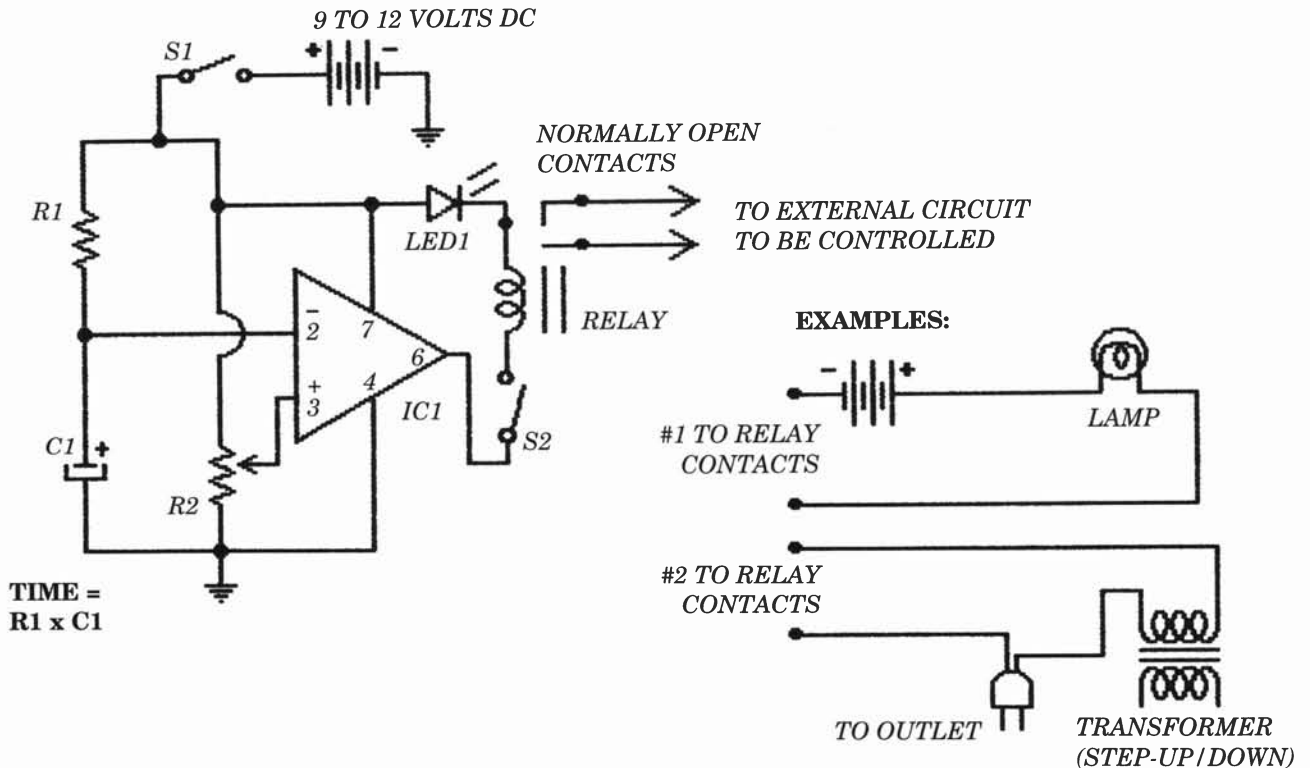 9 TO 12 VOLTS DC
S1
+
−
NORMALLY OPEN
CONTACTS
R1
LED1
TO EXTERNAL CIRCUIT
TO BE CONTROLLED
−
2
7
RELAY
EXAMPLES:
6
+
3
4
IC1
−
+
LAMP
C1
+
S2
#1 TO RELAY
CONTACTS
R2
#2 TO RELAY
CONTACTS
TIME =
R1 x C1
TO OUTLET
TRANSFORMER
(STEP-UP/DOWN)